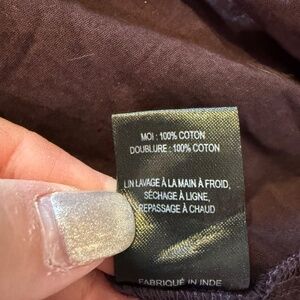 MOI : 100% COTON
DOUBLURE : 100% COTON
LIN LAVAGE À LA MAIN À FROID,
SÉCHAGE À LIGNE,
REPASSAGE À CHAUD
FABRIQUÉ IN INDE